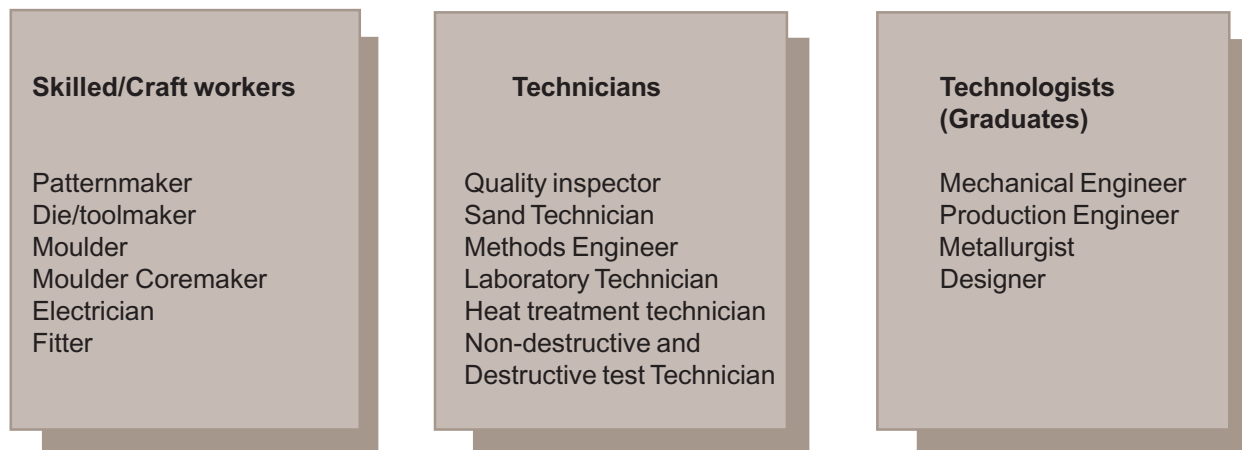 Skilled/Craft workers
Patternmaker
Die/toolmaker
Moulder
Moulder Coremaker
Electrician
Fitter
Technicians
Quality inspector
Sand Technician
Methods Engineer
Laboratory Technician
Heat treatment technician
Non-destructive and
Destructive test Technician
Technologists
(Graduates)
Mechanical Engineer
Production Engineer
Metallurgist
Designer